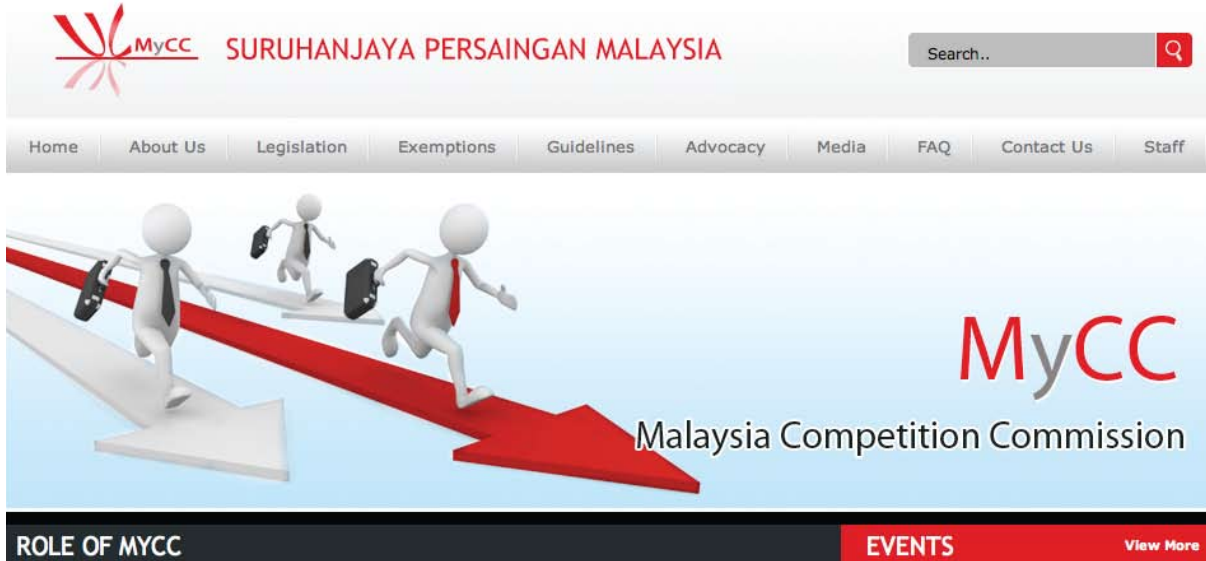 MyCC
SURUHANJAYA PERSAINGAN MALAYSIA
Search..
Home About Us Legislation Exemptions Guidelines Advocacy Media FAQ Contact Us Staff
MyCC
Malaysia Competition Commission
ROLE OF MYCC
EVENTS
View More